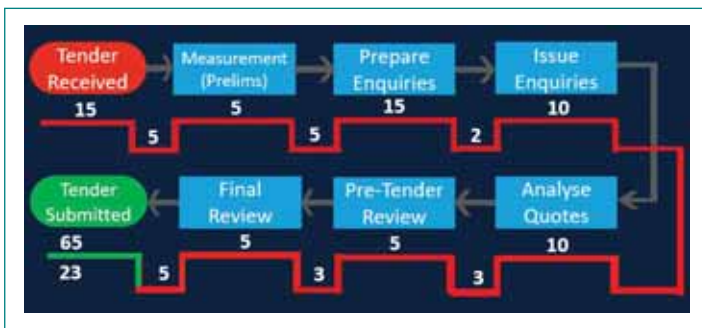 Tender
Received
Measurement
(Prelims)
Prepare
Enquiries
Issue
Enquiries
15
5
15
10
5
5
2
Tender
Submitted
Final
Review
Pre-Tender
Review
Analyse
Quotes
65
5
5
10
23
5
3
3